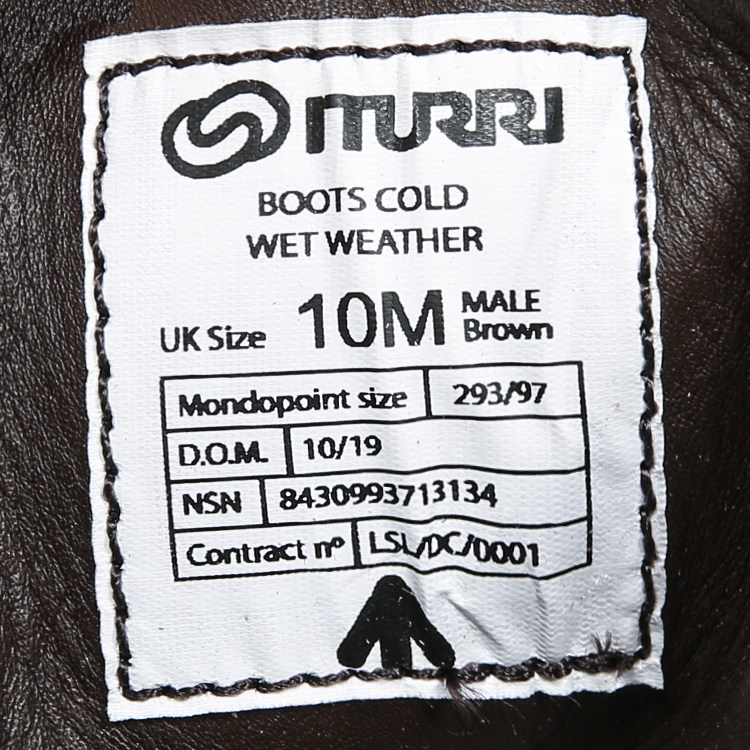 ITURRI
BOOTS COLD
WET WEATHER
UK Size 10M MALE
Brown
Mondopoint size 293/97
D.O.M. 10/19
NSN 8430993713134
Contract nº LSL/DC/0001